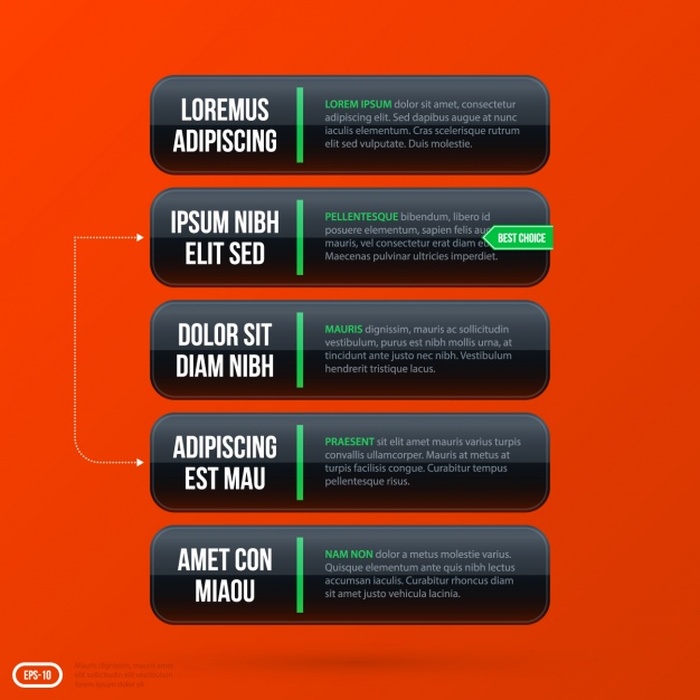 LOREMUS
ADIPISCING
LOREM IPSUM dolor sit amet, consectetur
adipiscing elit. Sed dapibus augue at nunc
iaculis elementum. Cras scelerisque rutrum
elit sed vulputate. Duis molestie.
IPSUM NIBH
ELIT SED
PELLENTESQUE bibendum, libero id
posuere elementum, sapien felis
mauris, vel consectetur erat diam
Maecenas pulvinar ultricies imperdiet.
BEST CHOICE
DOLOR SIT
DIAM NIBH
MAURIS dignissim, mauris ac sollicitudin
vestibulum, purus est nibh mollis urna, at
tincidunt ante justo nec nibh. Vestibulum
hendrerit tristique lacus.
ADIPISCING
EST MAU
PRAESENT sit elit amet mauris varius turpis
convallis ullamcorper. Mauris at metus at
turpis facilisis congue. Curabitur tempus
pellentesque risus.
AMET CON
MIAOU
NAM NON dolor a metus molestie varius.
Quisque elementum ante quis nibh lectus
accumsan iaculis. Curabitur rhoncus diam
sit amet justo vehicula lacinia.
EPS-10